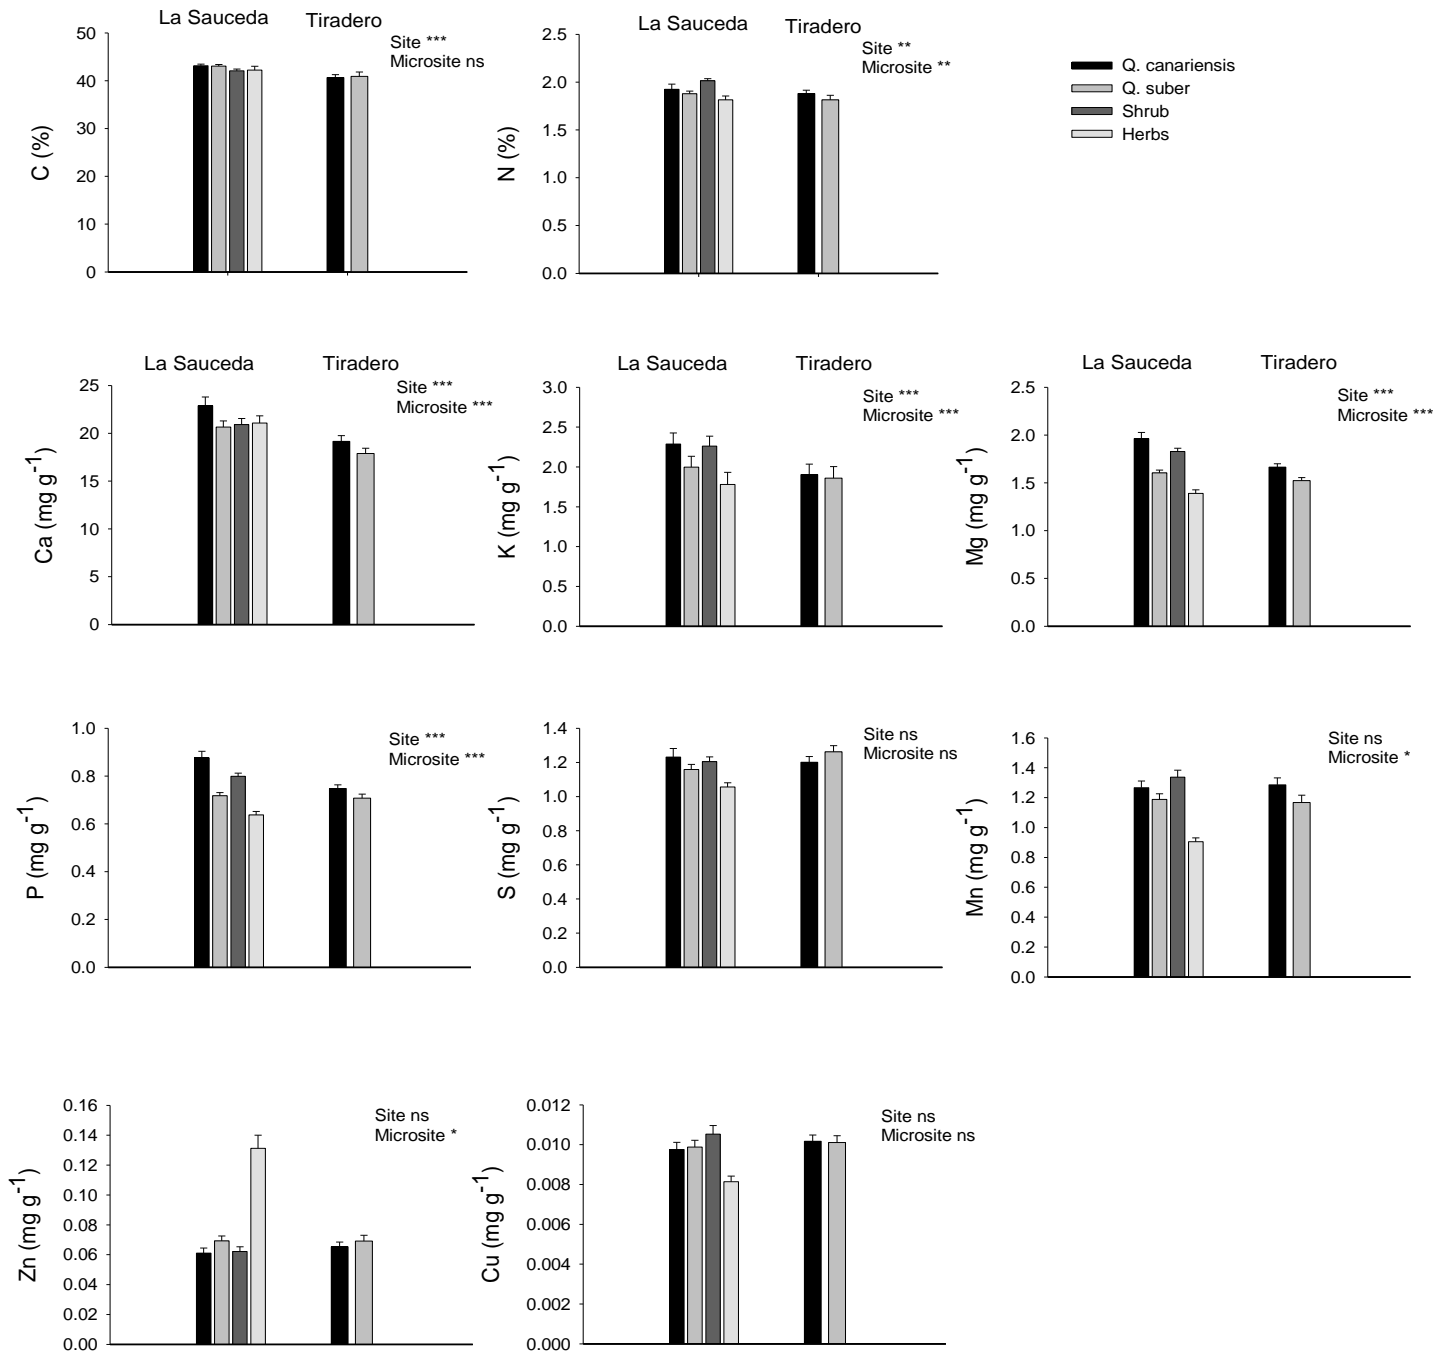 La Sauceda
Tiradero
Site ***
Microsite ns
C (%)
50
40
30
20
10
0
La Sauceda
Tiradero
Site **
Microsite **
N (%)
2.5
2.0
1.5
1.0
0.5
0.0
Q. canariensis
Q. suber
Shrub
Herbs
La Sauceda
Tiradero
Site ***
Microsite ***
Ca (mg g-1)
25
20
15
10
5
0
La Sauceda
Tiradero
Site ***
Microsite ***
K (mg g-1)
3.0
2.5
2.0
1.5
1.0
0.5
0.0
La Sauceda
Tiradero
Site ***
Microsite ***
Mg (mg g-1)
2.5
2.0
1.5
1.0
0.5
0.0
Site ***
Microsite ***
P (mg g-1)
1.0
0.8
0.6
0.4
0.2
0.0
Site ns
Microsite ns
S (mg g-1)
1.4
1.2
1.0
0.8
0.6
0.4
0.2
0.0
Site ns
Microsite *
Mn (mg g-1)
1.6
1.4
1.2
1.0
0.8
0.6
0.4
0.2
0.0
Site ns
Microsite *
Zn (mg g-1)
0.16
0.14
0.12
0.10
0.08
0.06
0.04
0.02
0.00
Site ns
Microsite ns
Cu (mg g-1)
0.012
0.010
0.008
0.006
0.004
0.002
0.000